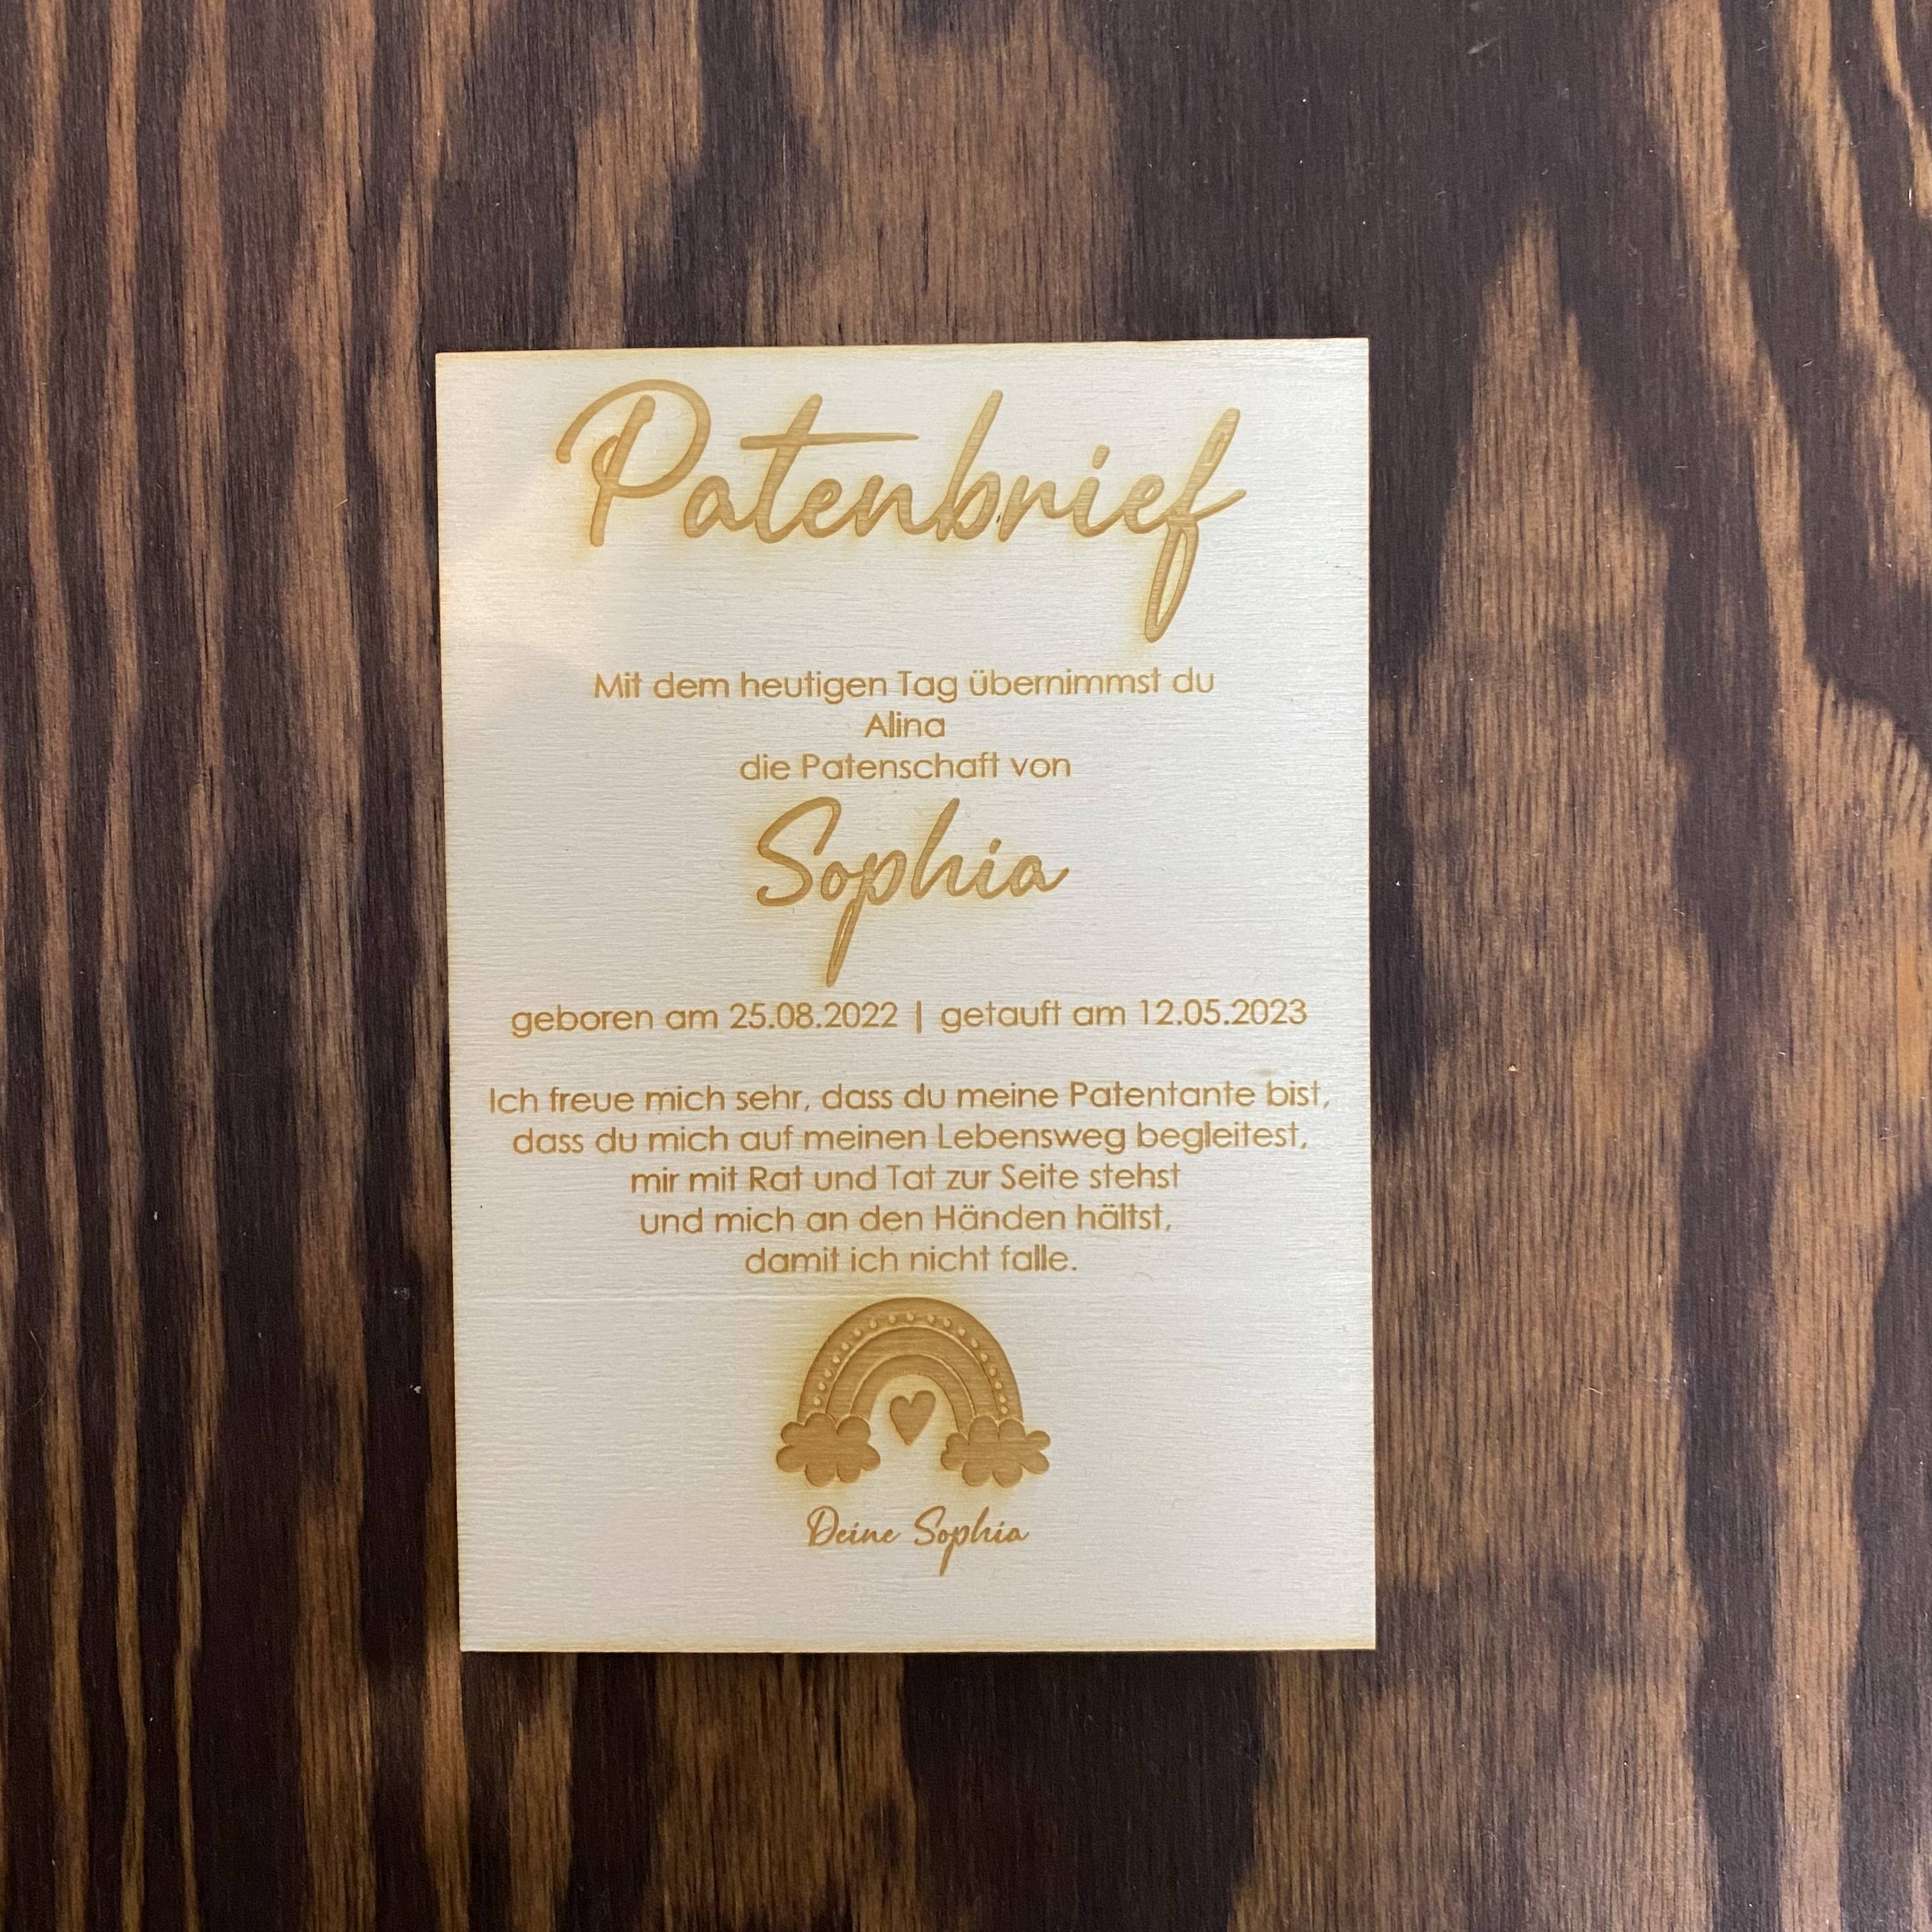 Patenbrief
Mit dem heutigen Tag übernimmst du
Alina
die Patenschaft von
Sophia
geboren am 25.08.2022 | getauft am 12.05.2023
Ich freue mich sehr, dass du meine Patentante bist,
dass du mich auf meinen Lebensweg begleitest,
mir mit Rat und Tat zur Seite stehst
und mich an den Händen hältst,
damit ich nicht falle.
Deine Sophia